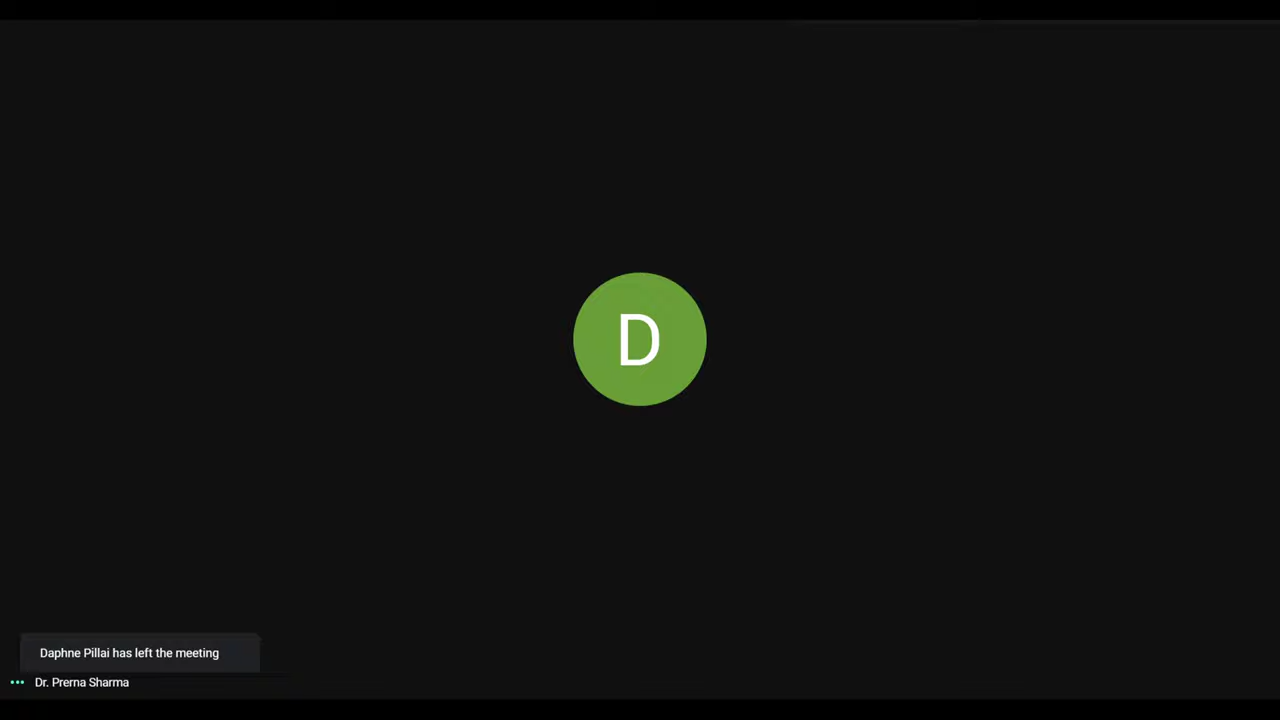 D
Daphne Pillai has left the meeting
Dr. Prerna Sharma